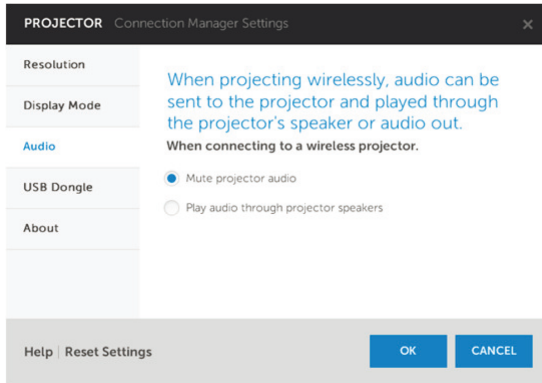 PROJECTOR Connection Manager Settings
Resolution
Display Mode
Audio
USB Dongle
About
When projecting wirelessly, audio can be
sent to the projector and played through
the projector's speaker or audio out.
When connecting to a wireless projector.
Mute projector audio
Play audio through projector speakers
Help | Reset Settings
OK
CANCEL